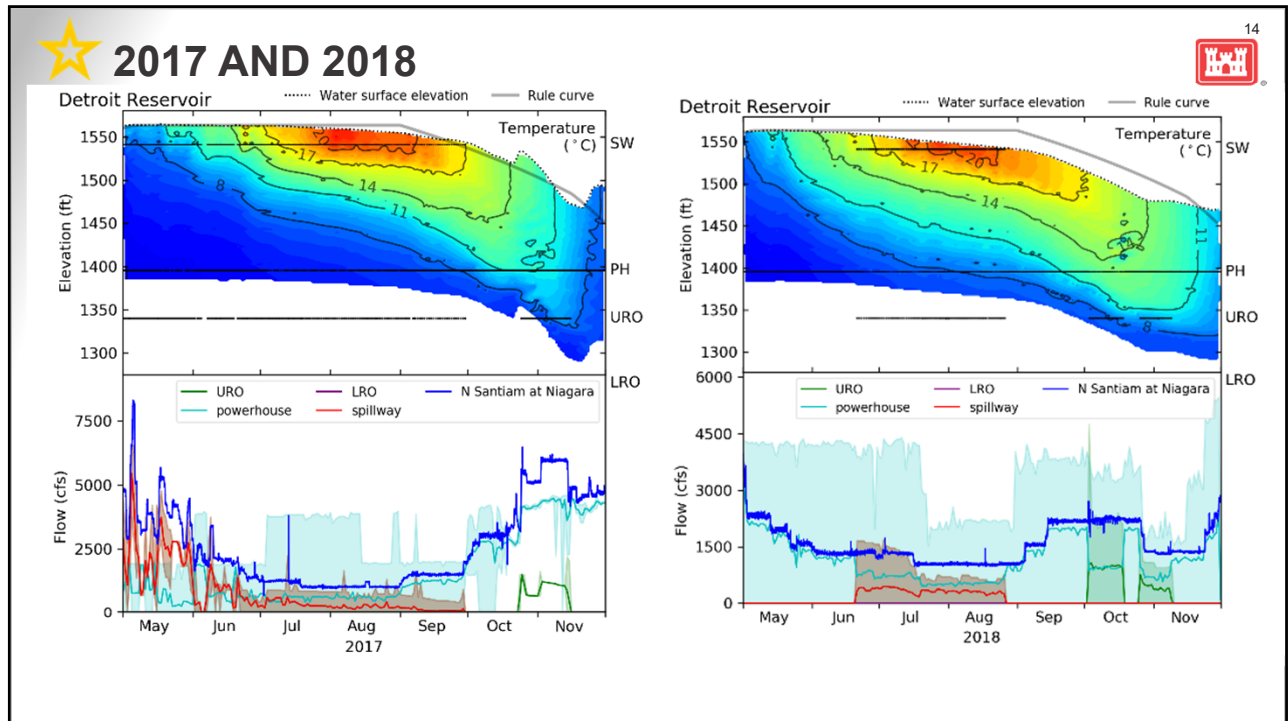 14
2017 AND 2018
Detroit Reservoir
Water surface elevation
Rule curve
Temperature
(°C)
1550
1500
1450
1400
1350
1300
Elevation (ft)
20
17
14
11
8
SW
PH
URO
LRO
URO
LRO
N Santiam at Niagara
powerhouse
spillway
7500
5000
2500
0
Flow (cfs)
May
Jun
Jul
Aug
Sep
Oct
Nov
2017
Detroit Reservoir
Water surface elevation
Rule curve
Temperature
(°C)
1550
1500
1450
1400
1350
1300
Elevation (ft)
20
17
14
11
8
SW
PH
URO
LRO
URO
LRO
N Santiam at Niagara
powerhouse
spillway
6000
4500
3000
1500
0
Flow (cfs)
May
Jun
Jul
Aug
Sep
Oct
Nov
2018